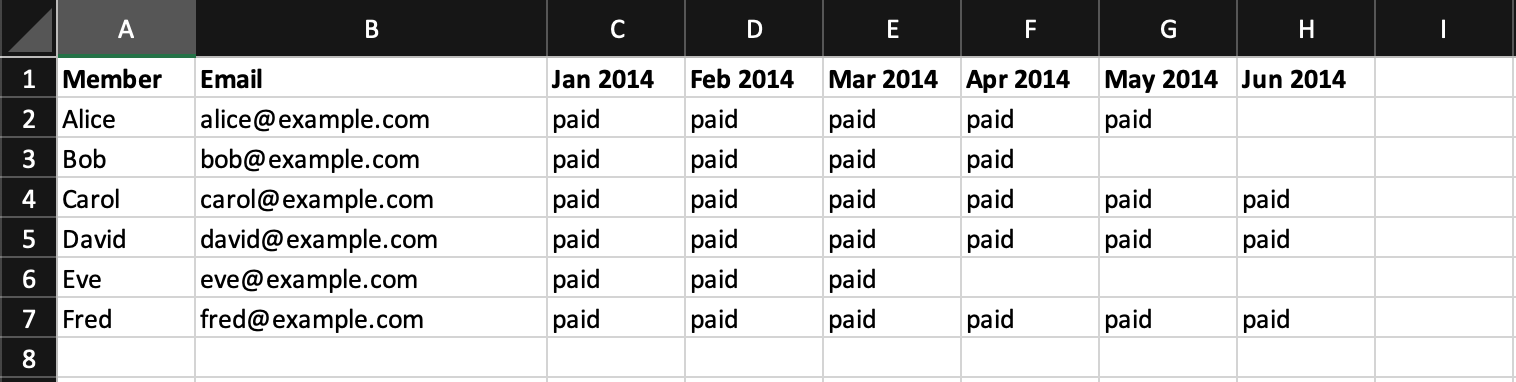 A B C D E F G H I
1 Member Email Jan 2014 Feb 2014 Mar 2014 Apr 2014 May 2014 Jun 2014
2 Alice alice@example.com paid paid paid paid paid
3 Bob bob@example.com paid paid paid paid
4 Carol carol@example.com paid paid paid paid paid paid
5 David david@example.com paid paid paid paid paid paid
6 Eve eve@example.com paid paid paid
7 Fred fred@example.com paid paid paid paid paid paid
8